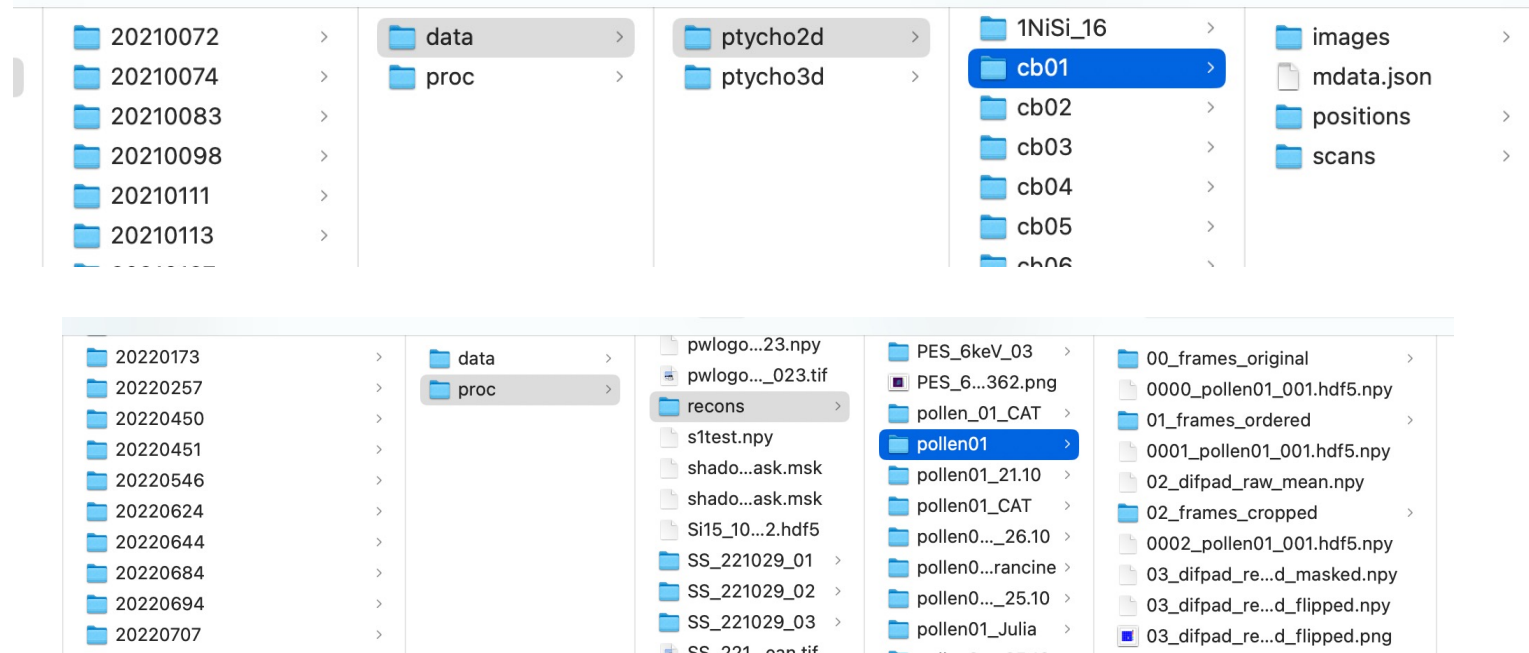 20210072
20210074
20210083
20210098
20210111
20210113
data
proc
ptycho2d
ptycho3d
1NiSi_16
cb01
cb02
cb03
cb04
cb05
cb06
images
mdata.json
positions
scans
20220173
20220257
20220450
20220451
20220546
20220624
20220644
20220684
20220694
20220707
data
proc
pwlogo...23.npy
pwlogo..._023.tif
recons
s1test.npy
shado...ask.msk
shado...ask.msk
Si15_10...2.hdf5
SS_221029_01
SS_221029_02
SS_221029_03
PES_6keV_03
PES_6...362.png
pollen_01_CAT
pollen01
pollen01_21.10
pollen01_CAT
pollen0..._26.10
pollen0...rancine
pollen0..._25.10
pollen01_Julia
00_frames_original
0000_pollen01_001.hdf5.npy
01_frames_ordered
0001_pollen01_001.hdf5.npy
02_difpad_raw_mean.npy
02_frames_cropped
0002_pollen01_001.hdf5.npy
03_difpad_re...d_masked.npy
03_difpad_re...d_flipped.npy
03_difpad_re...d_flipped.png